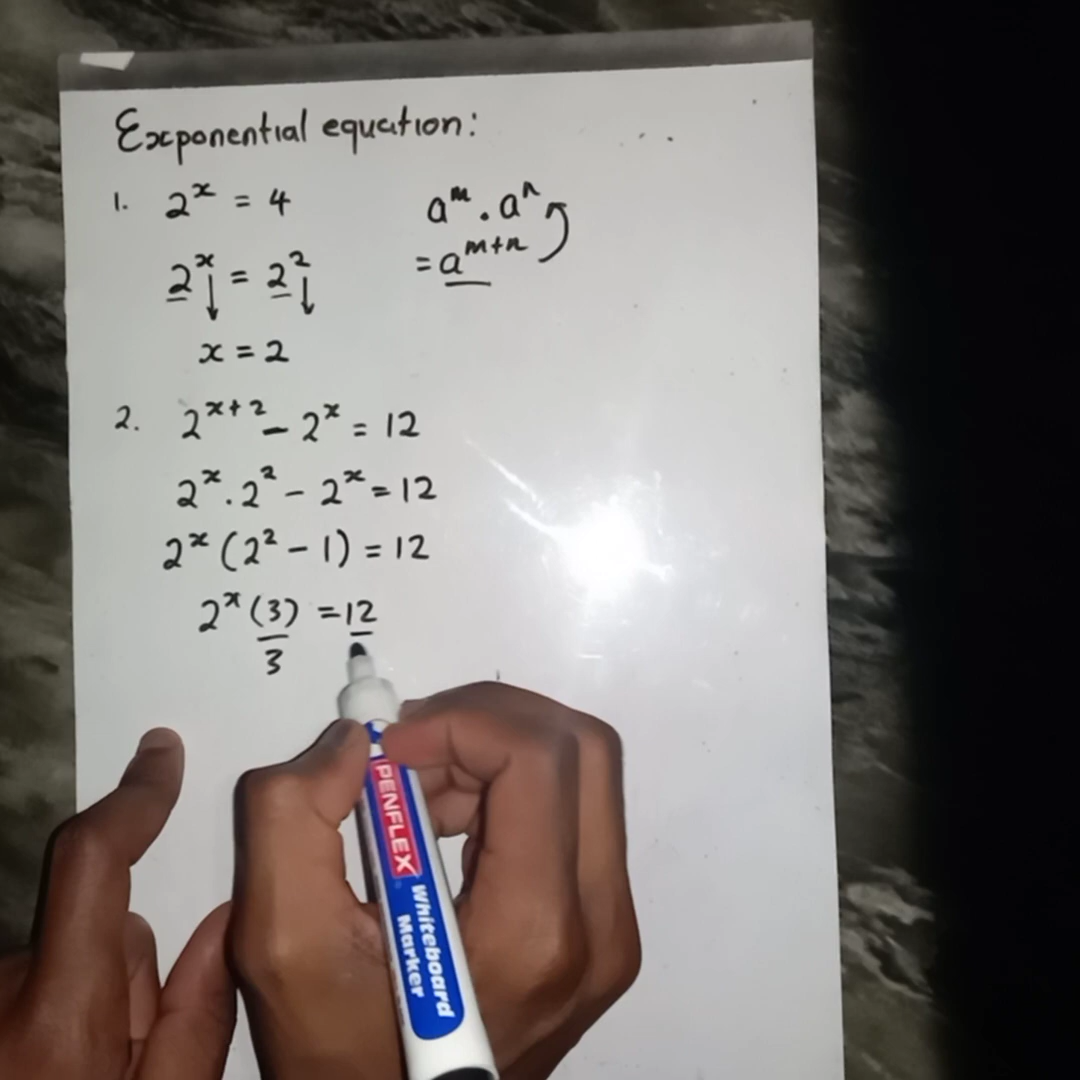 Exponential equation:
1. 2^x = 4
a^m . a^n
= a^{m+n}
2^x = 2^2
x = 2
2. 2^{x+2} - 2^x = 12
2^x . 2^2 - 2^x = 12
2^x (2^2 - 1) = 12
2^x (3) = 12
3
PENFLEX
Whiteboard
Marker